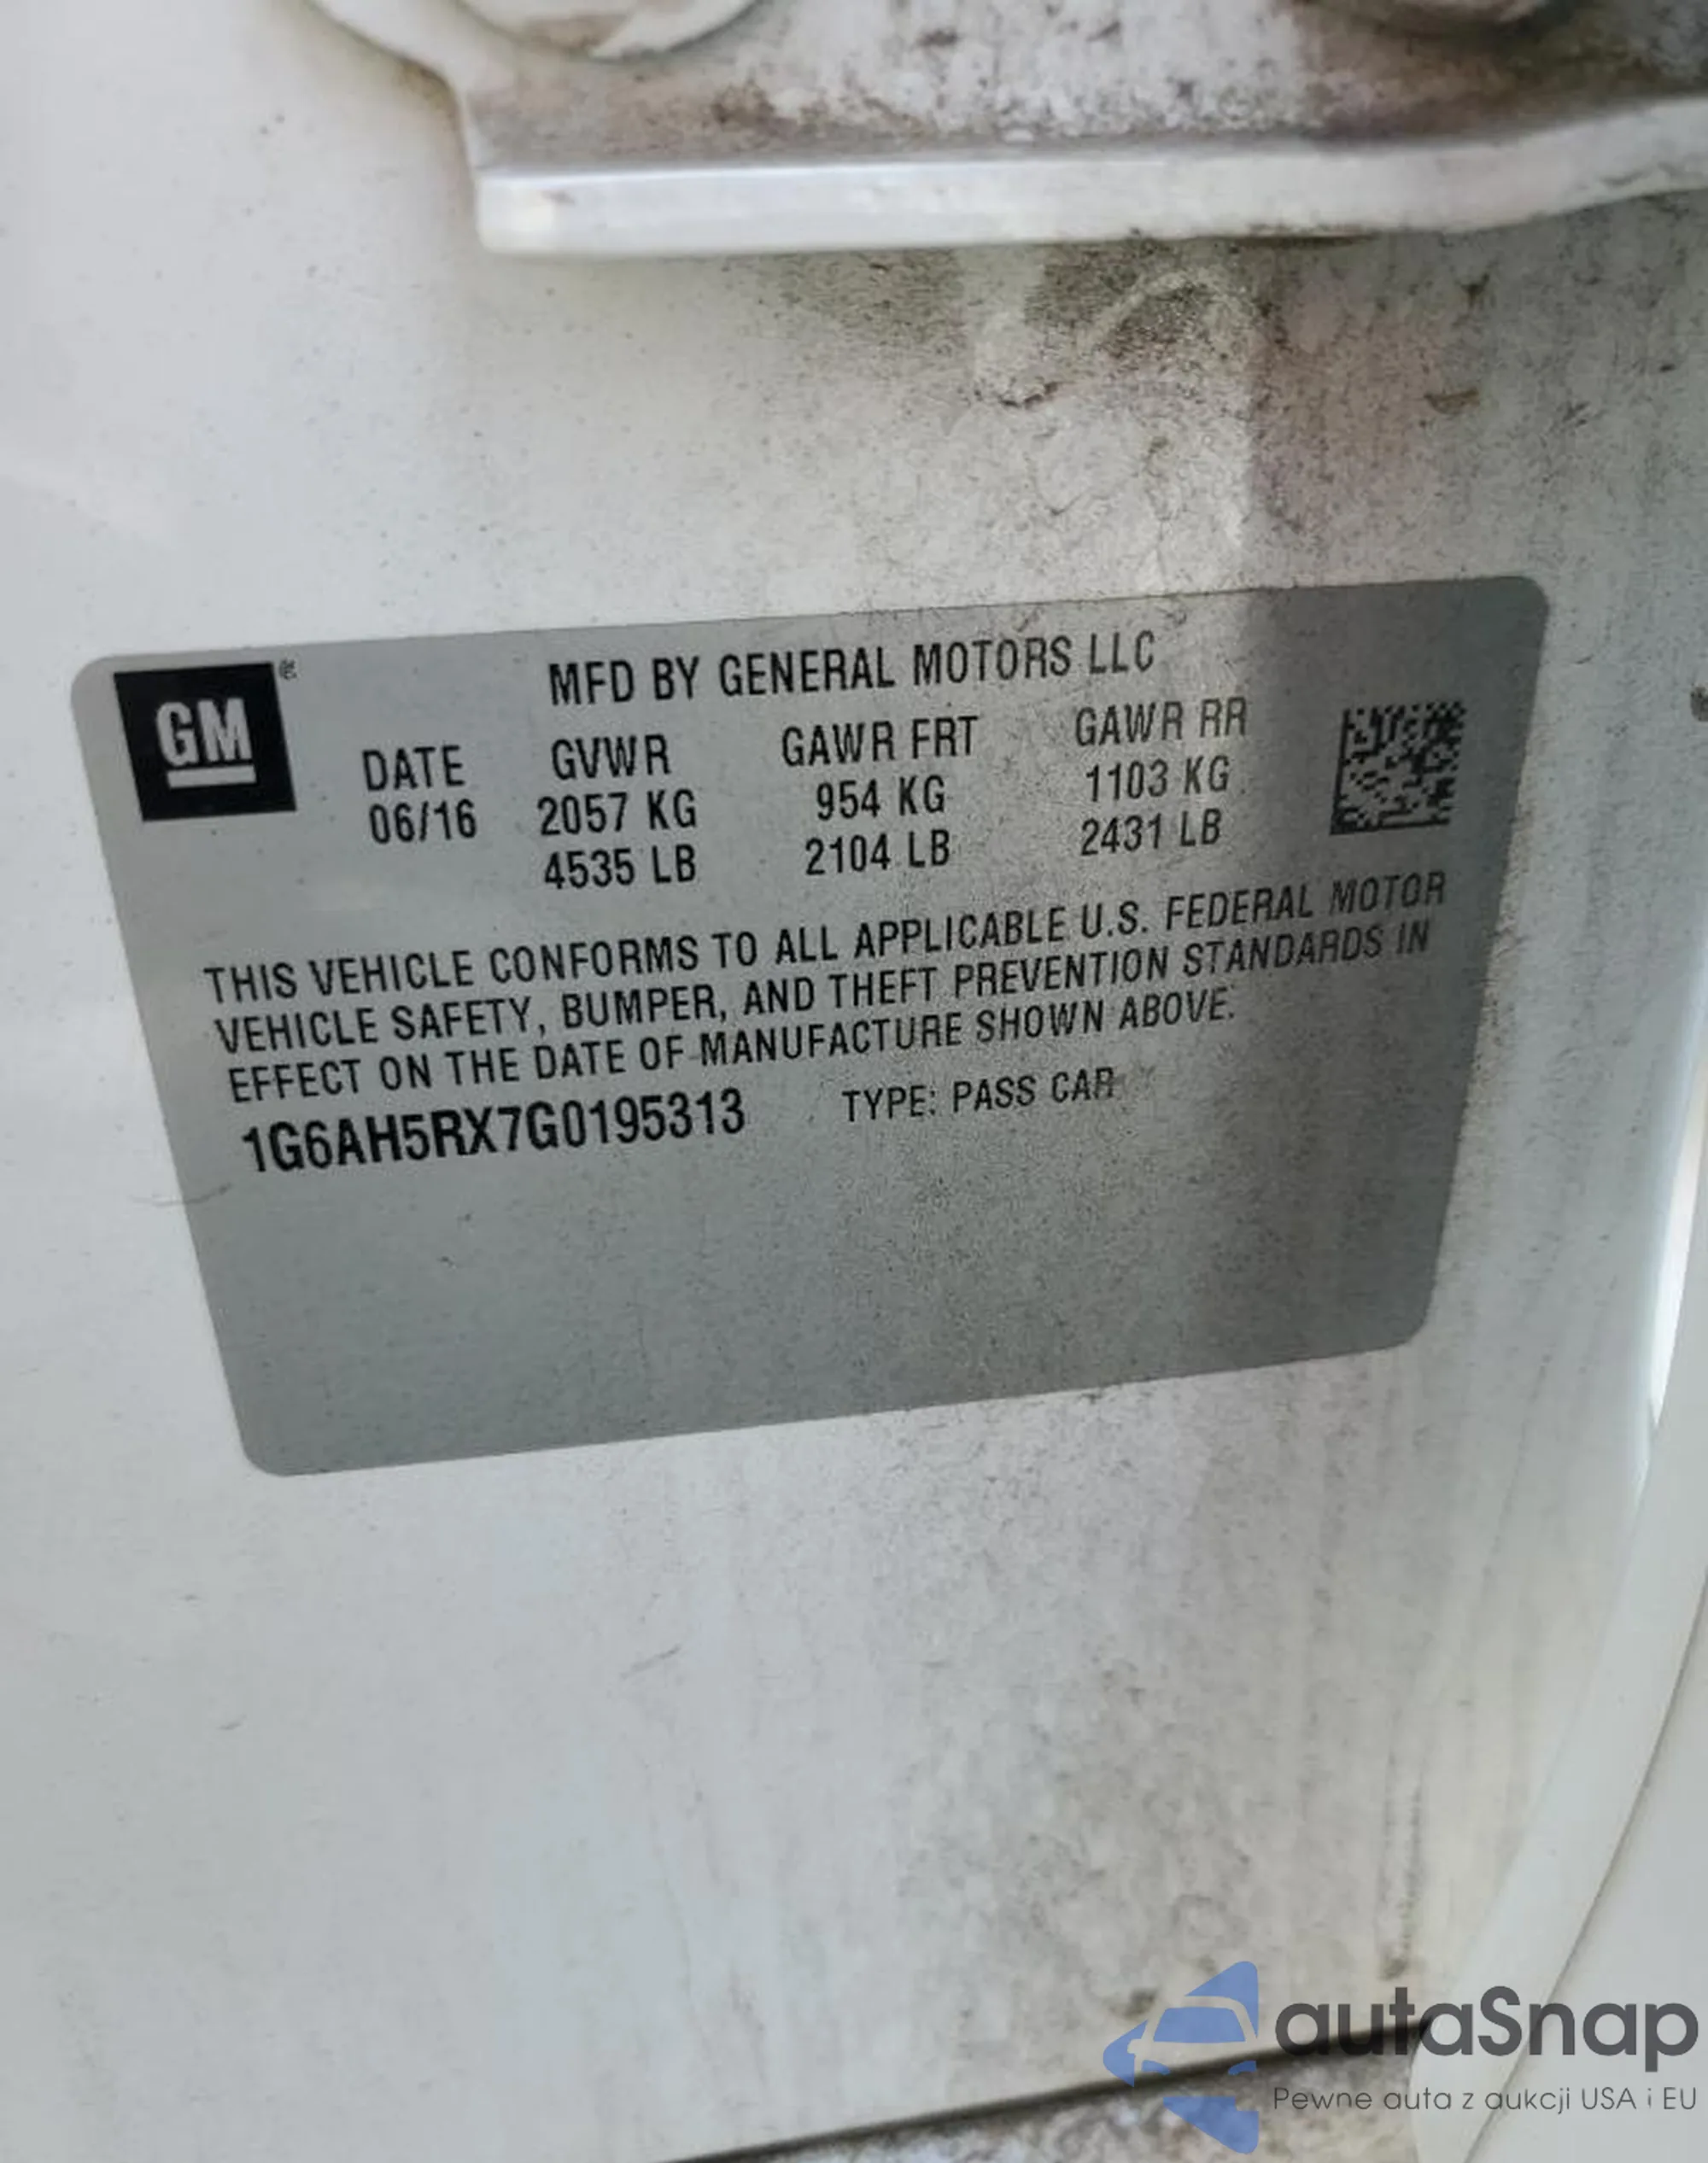 GM
MFD BY GENERAL MOTORS LLC
DATE GVWR GAWR FRT GAWR RR
06/16 2057 KG 954 KG 1103 KG
4535 LB 2104 LB 2431 LB
THIS VEHICLE CONFORMS TO ALL APPLICABLE U.S. FEDERAL MOTOR
VEHICLE SAFETY, BUMPER, AND THEFT PREVENTION STANDARDS IN
EFFECT ON THE DATE OF MANUFACTURE SHOWN ABOVE.
1G6AH5RX7G0195313 TYPE: PASS CAR
autaSnap
Pewne auta z aukcji USA i EU